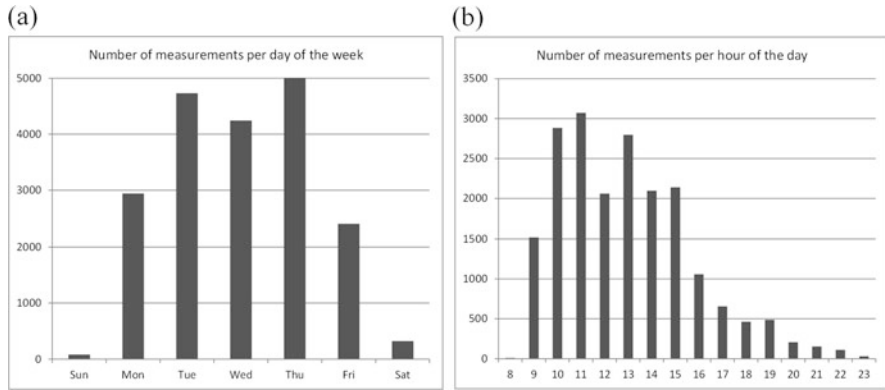 (a)
Number of measurements per day of the week
5000
4000
3000
2000
1000
0
Sun Mon Tue Wed Thu Fri Sat
(b)
Number of measurements per hour of the day
3500
3000
2500
2000
1500
1000
500
0
8 9 10 11 12 13 14 15 16 17 18 19 20 21 22 23